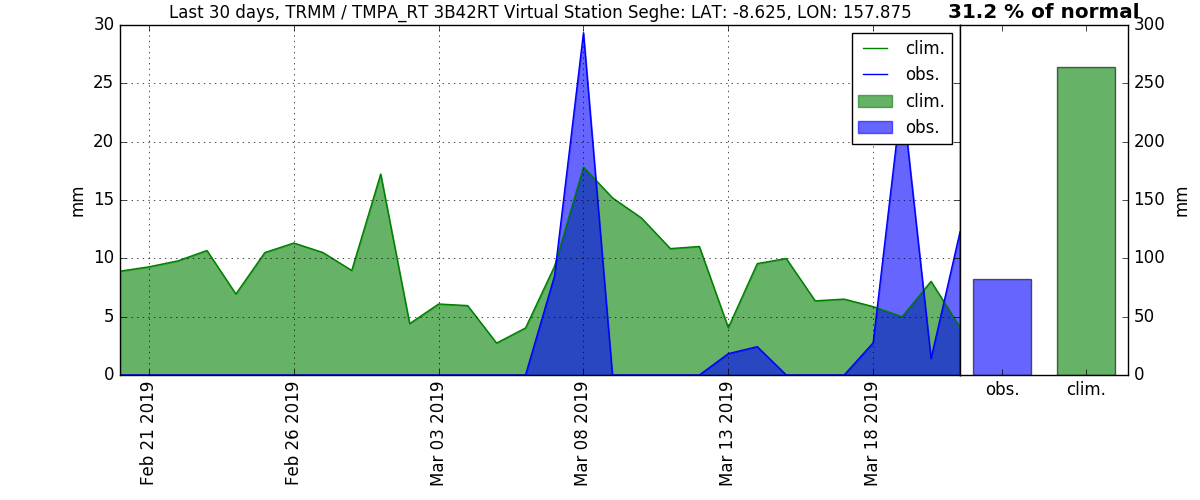 Last 30 days, TRMM / TMPA_RT 3B42RT Virtual Station Seghe: LAT: -8.625, LON: 157.875
31.2 % of normal
30
25
20
15
10
5
0
mm
clim.
obs.
clim.
obs.
300
250
200
150
100
50
0
mm
obs.
clim.
Feb 21 2019
Feb 26 2019
Mar 03 2019
Mar 08 2019
Mar 13 2019
Mar 18 2019